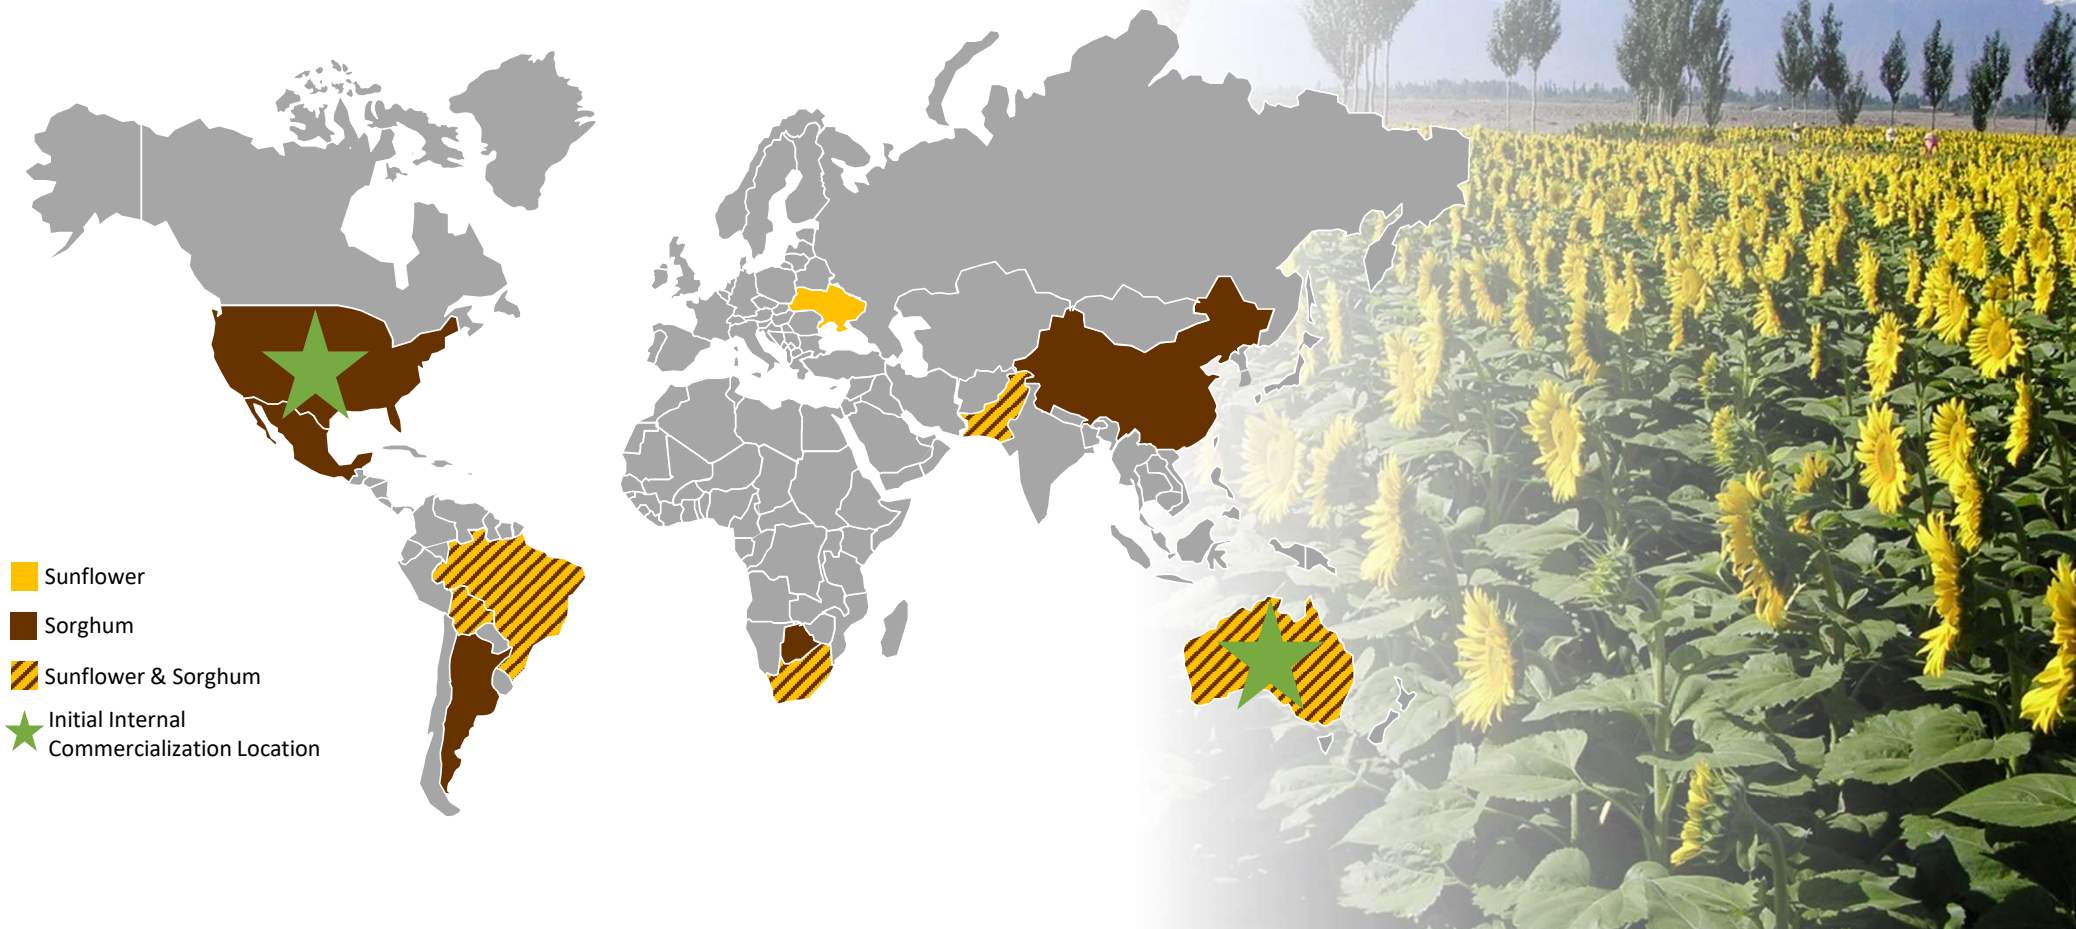 Sunflower
Sorghum
Sunflower & Sorghum
Initial Internal
Commercialization Location